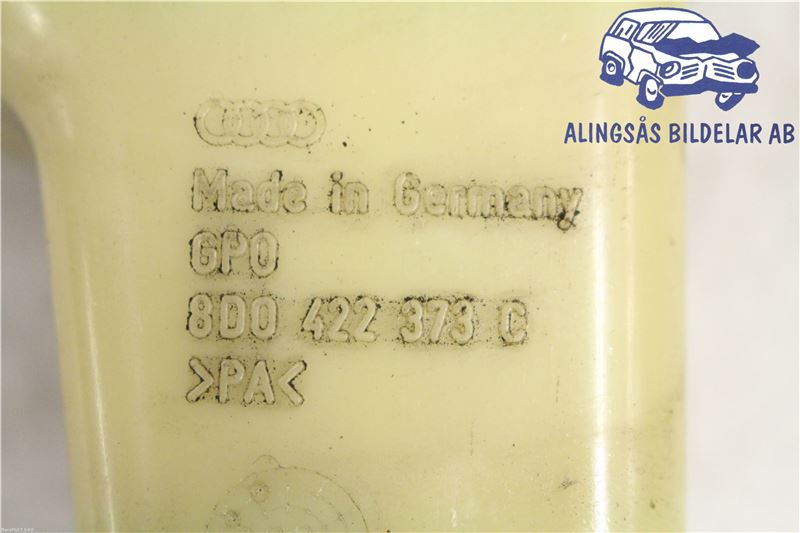 ALINGSÅS BILDELAR AB
Made in Germany
GPO
8D0 422 373 C
>PA<